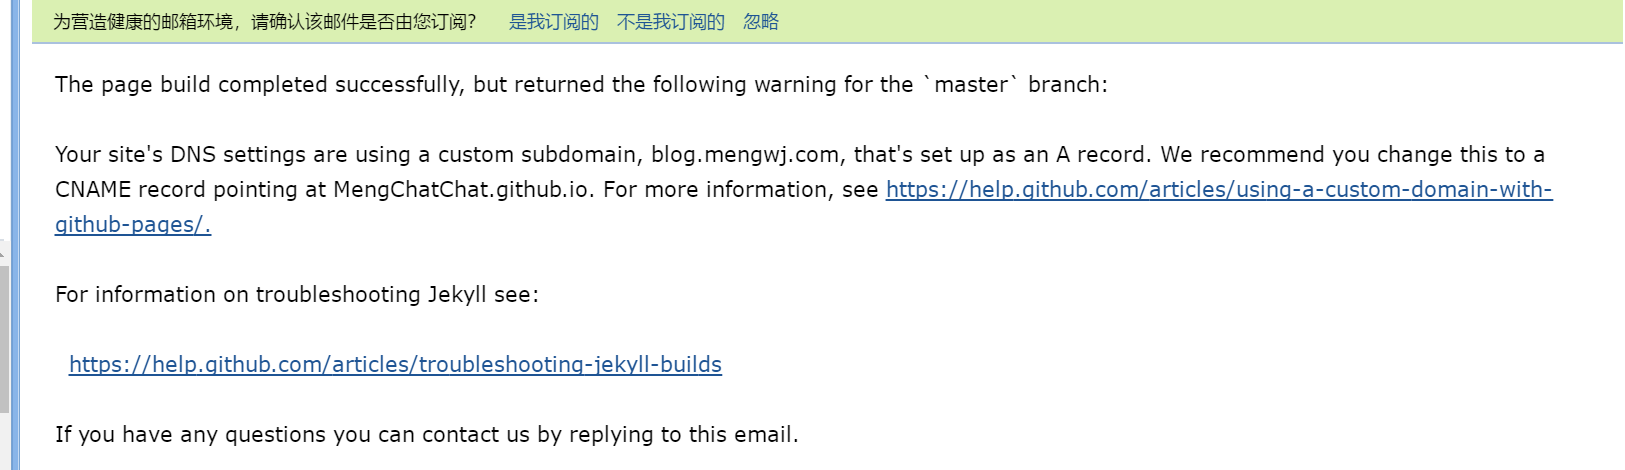 为营造健康的邮箱环境，请确认该邮件是否由您订阅？ 是我订阅的 不是我订阅的 忽略
The page build completed successfully, but returned the following warning for the `master` branch:
Your site's DNS settings are using a custom subdomain, blog.mengwj.com, that's set up as an A record. We recommend you change this to a
CNAME record pointing at MengChatChat.github.io. For more information, see https://help.github.com/articles/using-a-custom-domain-with-
github-pages/.
For information on troubleshooting Jekyll see:
https://help.github.com/articles/troubleshooting-jekyll-builds
If you have any questions you can contact us by replying to this email.